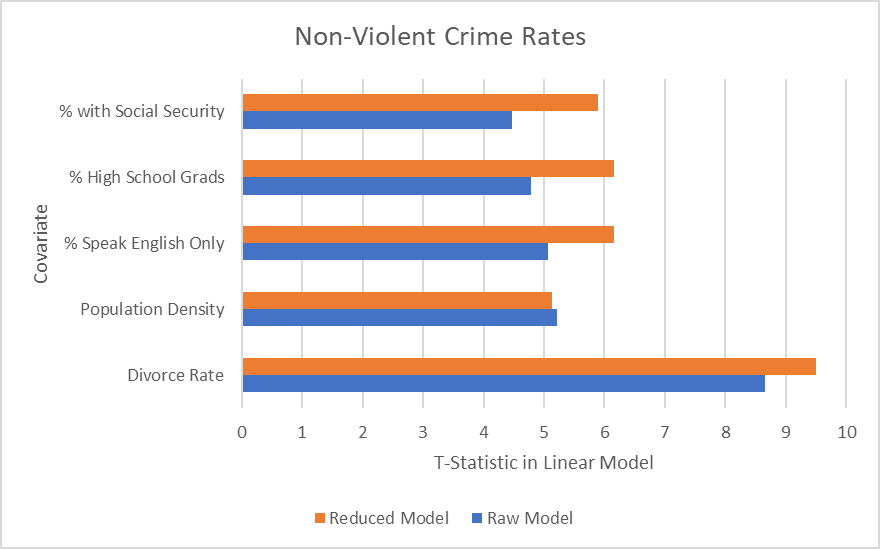 Non-Violent Crime Rates
Covariate
% with Social Security
% High School Grads
% Speak English Only
Population Density
Divorce Rate
0 1 2 3 4 5 6 7 8 9 10
T-Statistic in Linear Model
Reduced Model Raw Model